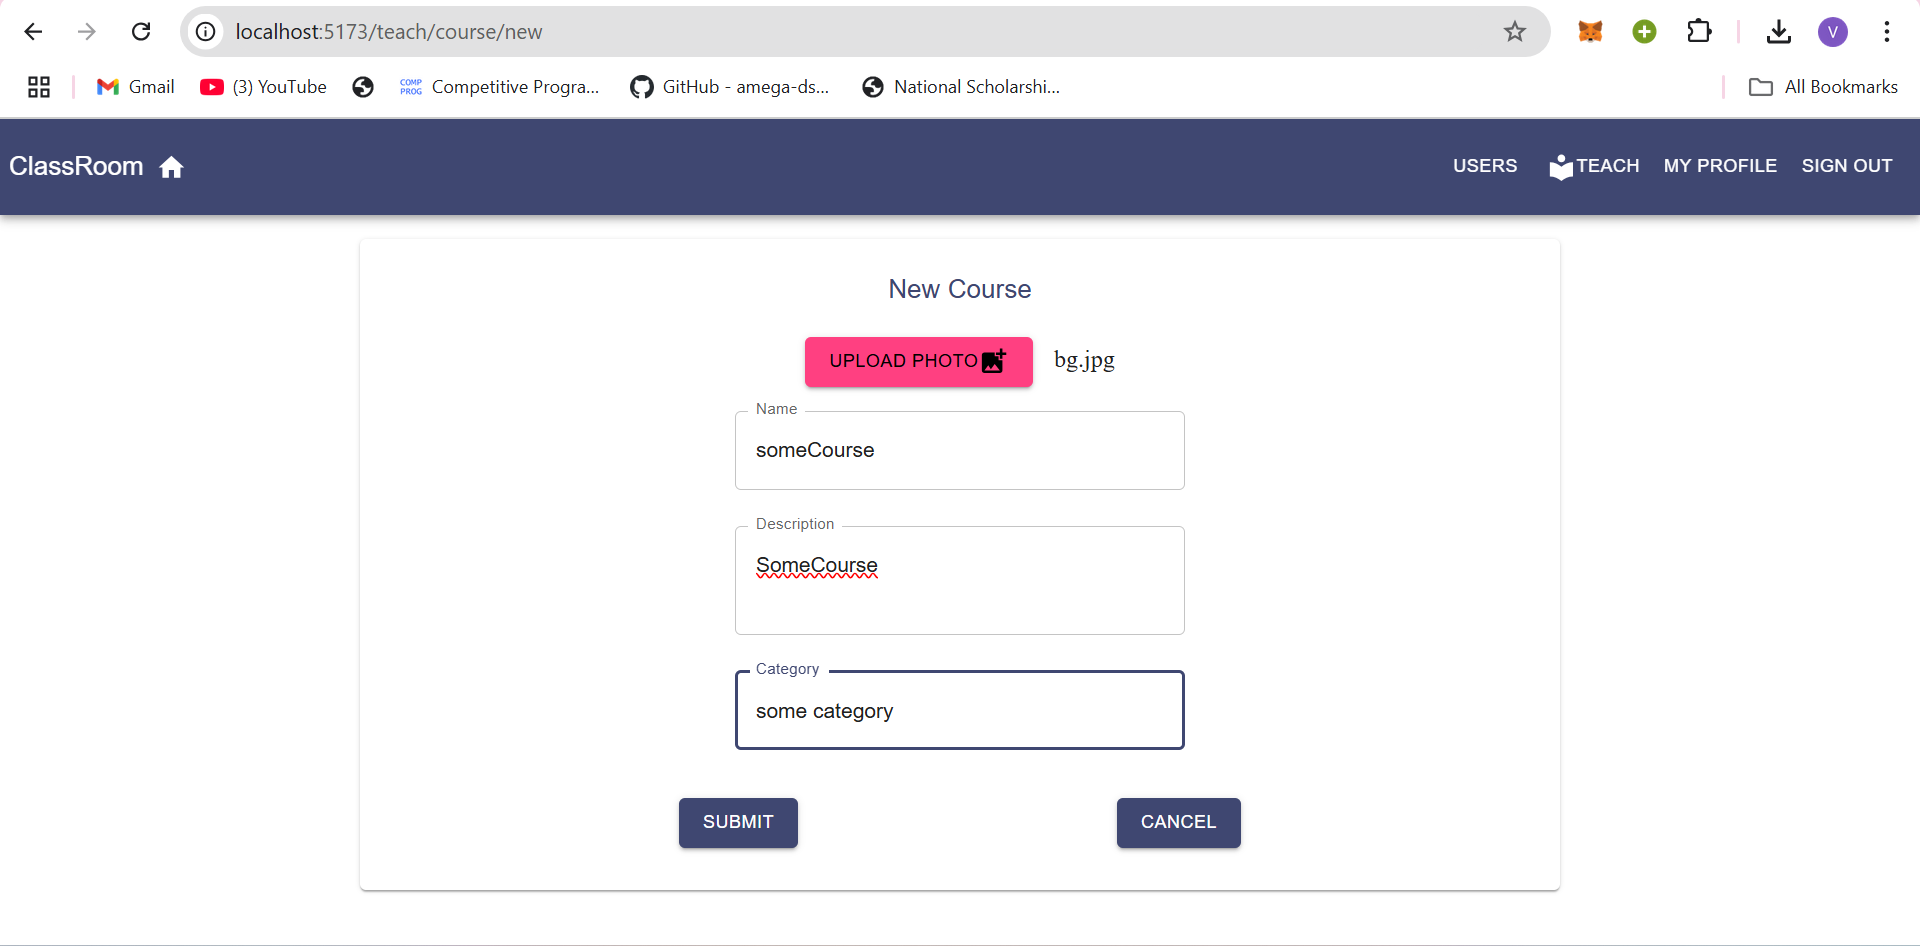 localhost:5173/teach/course/new
V
Gmail
(3) YouTube
COMP PROG
Competitive Progra...
GitHub - amega-ds...
National Scholarshi...
All Bookmarks
ClassRoom
USERS
TEACH
MY PROFILE
SIGN OUT
New Course
UPLOAD PHOTO
bg.jpg
Name
someCourse
Description
SomeCourse
Category
some category
SUBMIT
CANCEL